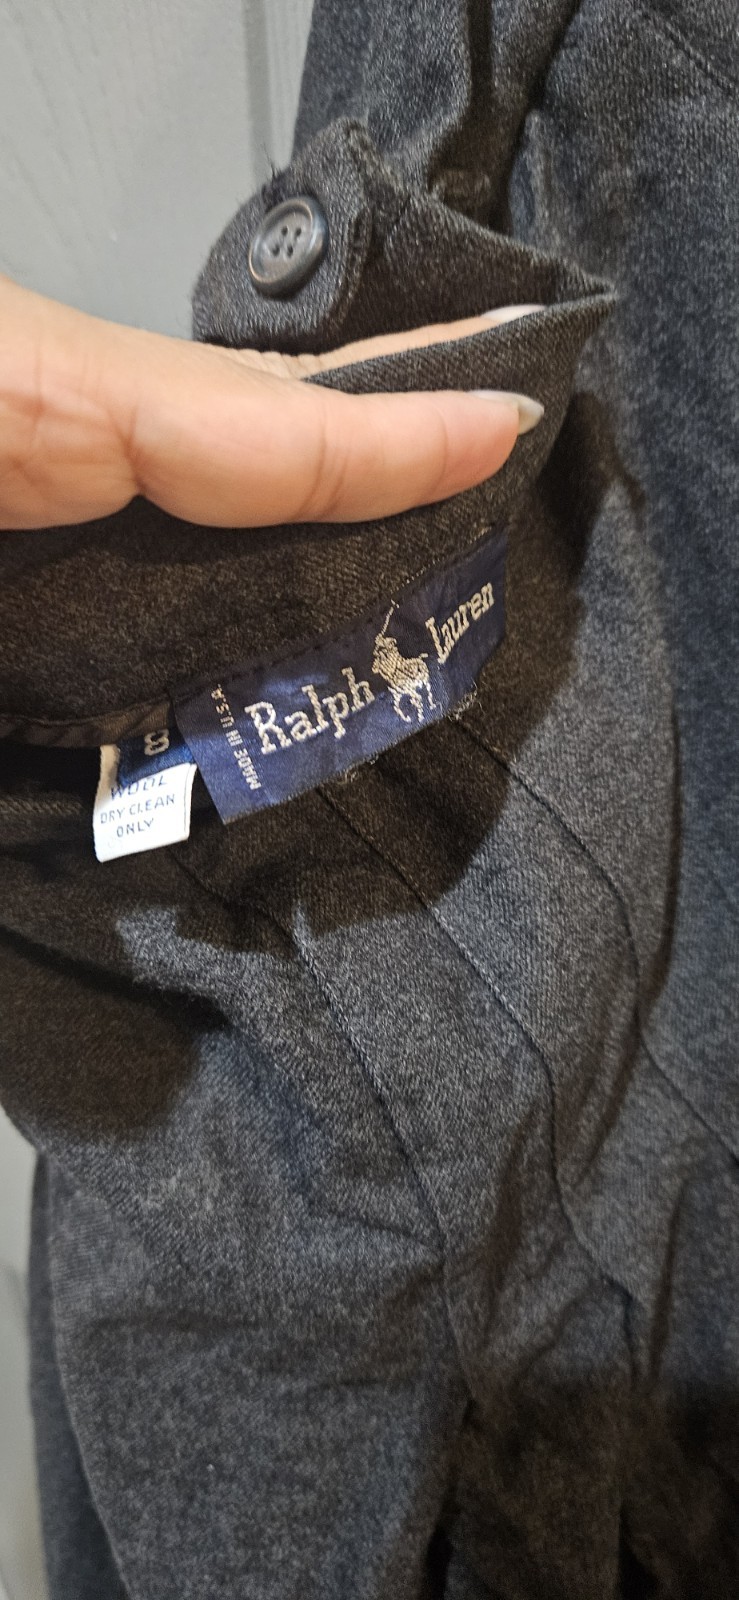 Ralph Lauren
MADE IN U.S.A.
8
WOOL
DRY CLEAN
ONLY